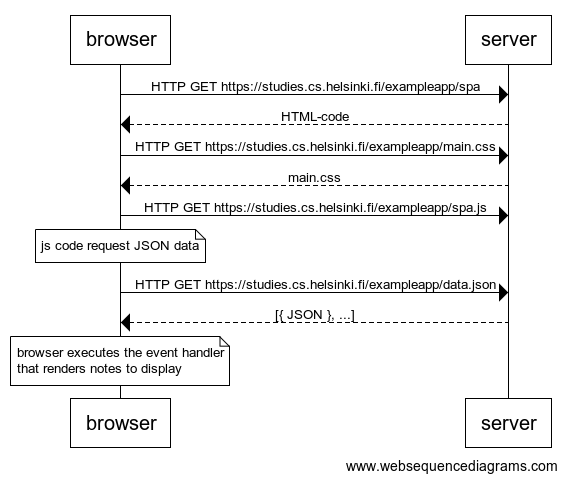 browser server
HTTP GET https://studies.cs.helsinki.fi/exampleapp/spa
HTML-code
HTTP GET https://studies.cs.helsinki.fi/exampleapp/main.css
main.css
HTTP GET https://studies.cs.helsinki.fi/exampleapp/spa.js
js code request JSON data
HTTP GET https://studies.cs.helsinki.fi/exampleapp/data.json
[{ JSON }, ...]
browser executes the event handler
that renders notes to display
browser server
www.websequencediagrams.com